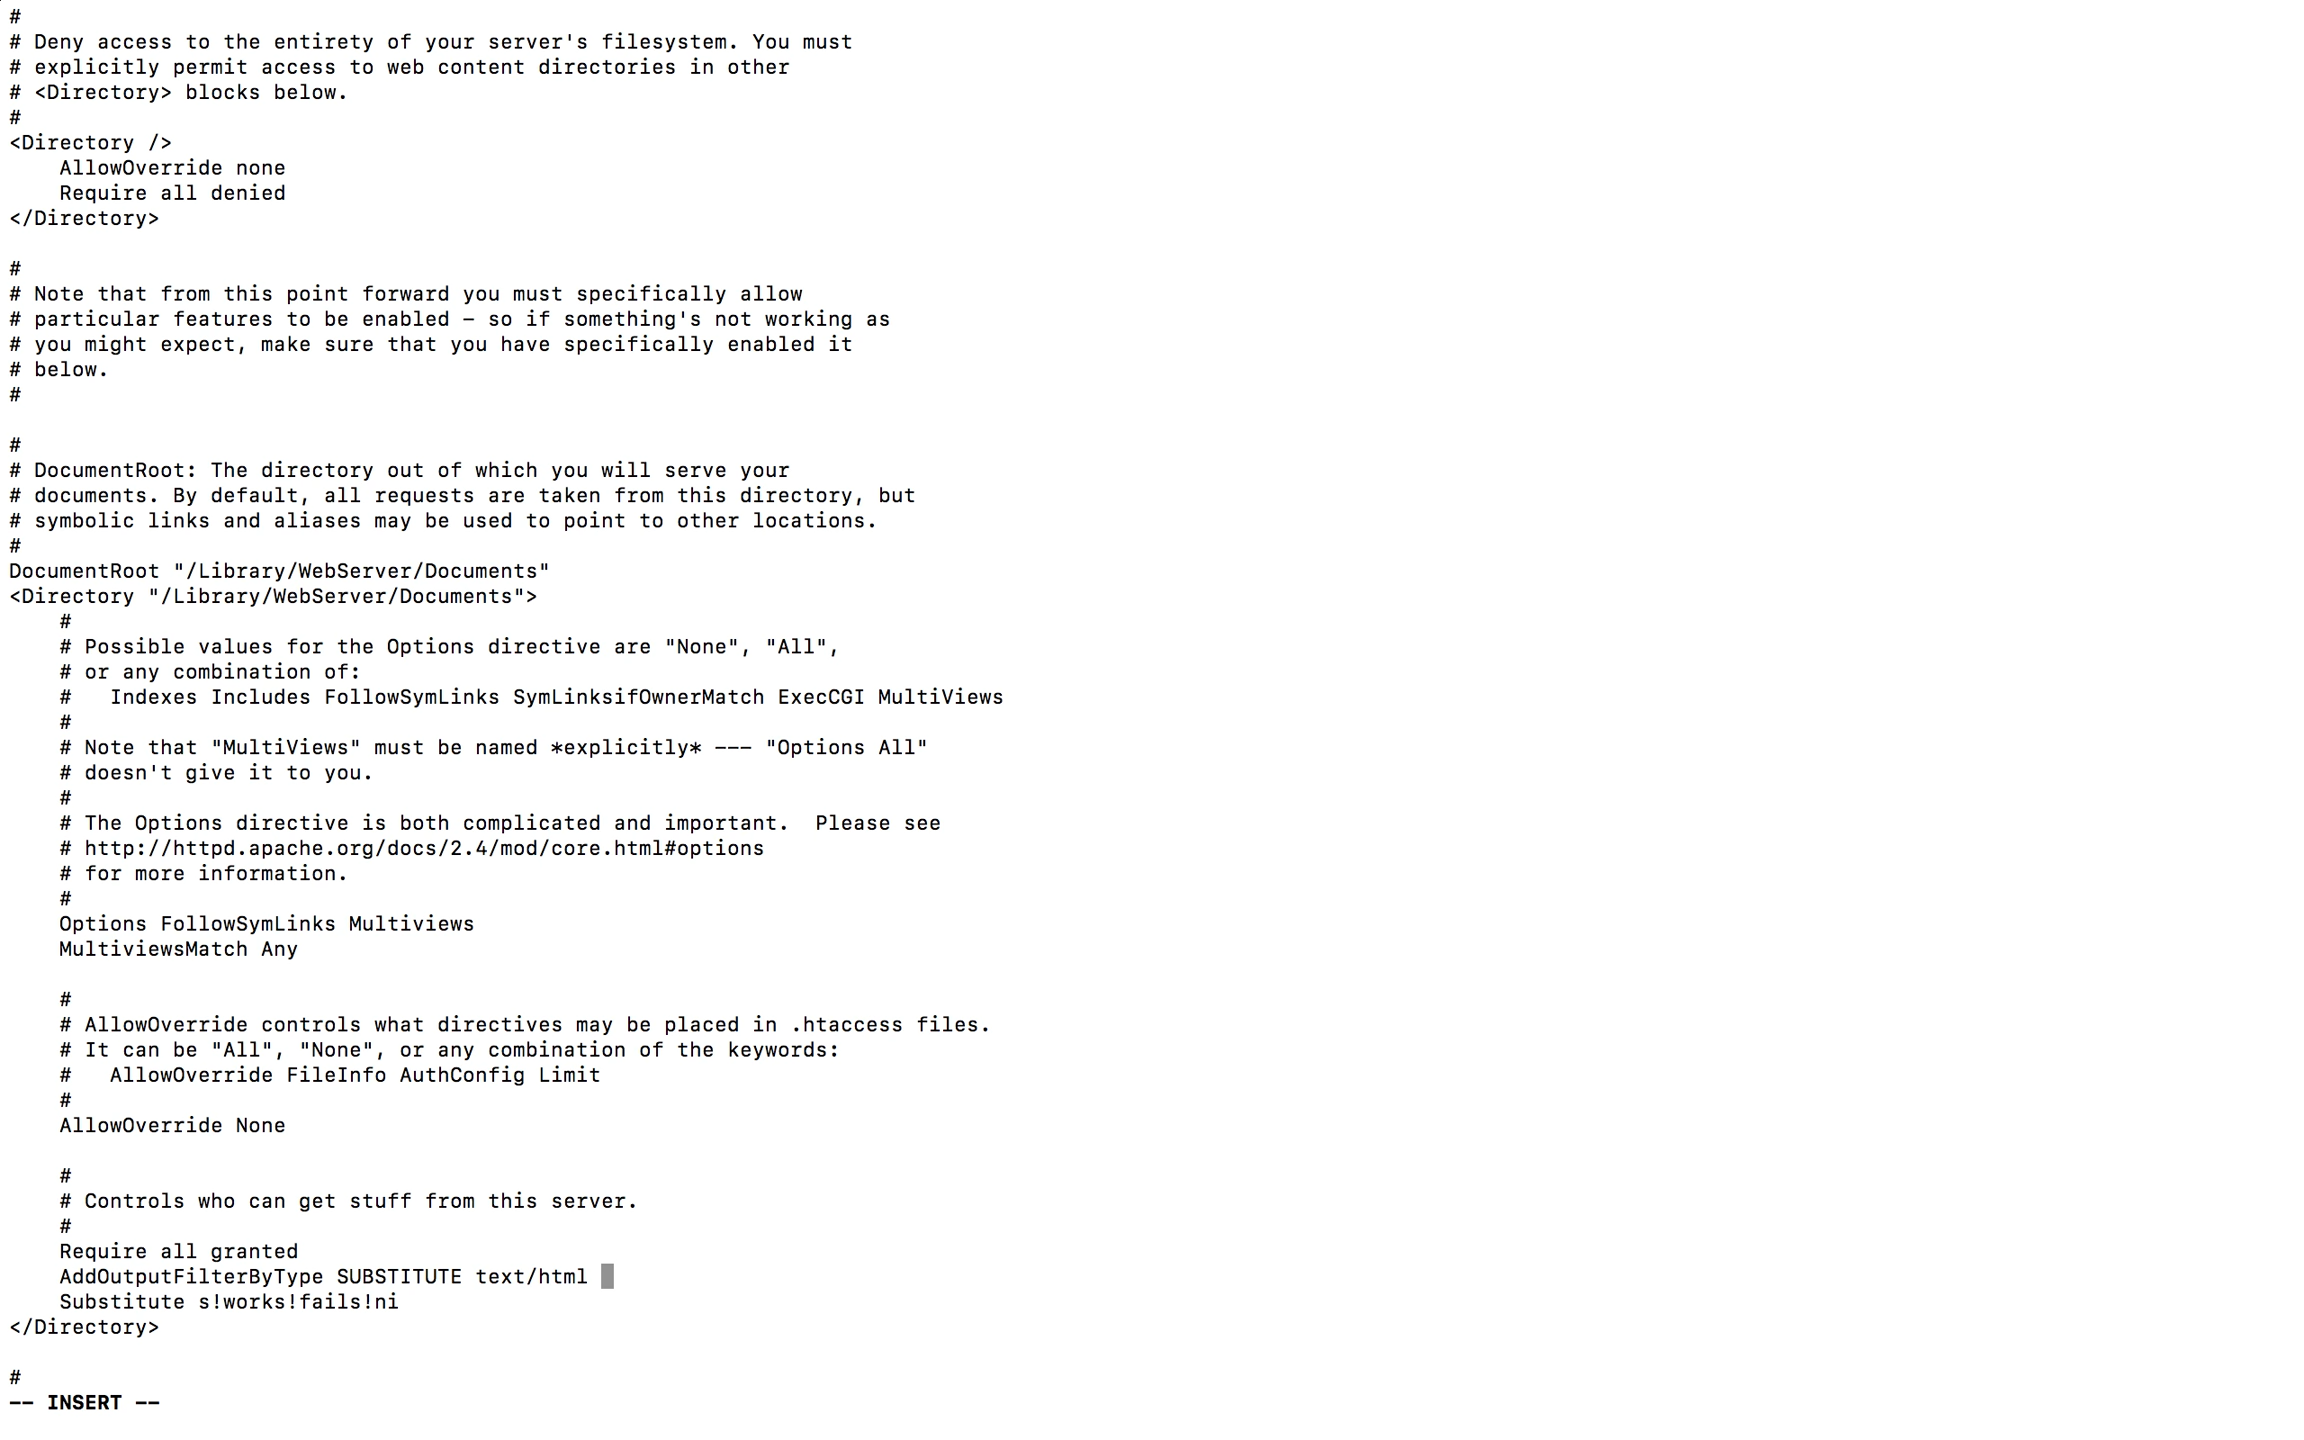 #
# Deny access to the entirety of your server's filesystem. You must
# explicitly permit access to web content directories in other
# <Directory> blocks below.
#
<Directory />
    AllowOverride none
    Require all denied
</Directory>

#
# Note that from this point forward you must specifically allow
# particular features to be enabled - so if something's not working as
# you might expect, make sure that you have specifically enabled it
# below.
#

#
# DocumentRoot: The directory out of which you will serve your
# documents. By default, all requests are taken from this directory, but
# symbolic links and aliases may be used to point to other locations.
#
DocumentRoot "/Library/WebServer/Documents"
<Directory "/Library/WebServer/Documents">
    #
    # Possible values for the Options directive are "None", "All",
    # or any combination of:
    #   Indexes Includes FollowSymLinks SymLinksifOwnerMatch ExecCGI MultiViews
    #
    # Note that "MultiViews" must be named *explicitly* --- "Options All"
    # doesn't give it to you.
    #
    # The Options directive is both complicated and important.  Please see
    # http://httpd.apache.org/docs/2.4/mod/core.html#options
    # for more information.
    #
    Options FollowSymLinks Multiviews
    MultiviewsMatch Any

    #
    # AllowOverride controls what directives may be placed in .htaccess files.
    # It can be "All", "None", or any combination of the keywords:
    #   AllowOverride FileInfo AuthConfig Limit
    #
    AllowOverride None

    #
    # Controls who can get stuff from this server.
    #
    Require all granted
    AddOutputFilterByType SUBSTITUTE text/html
    Substitute s!works!fails!ni
</Directory>

#
-- INSERT --